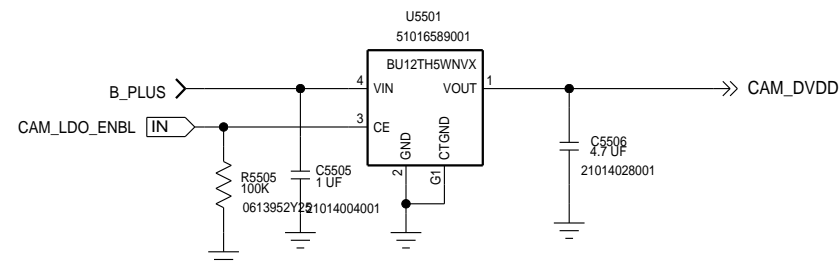 U5501
51016589001
BU12TH5WNVX
B_PLUS
4
VIN
VOUT
1
CAM_DVDD
CAM_LDO_ENBL
IN
3
CE
GND
CTGND
2
G1
R5505
100K
0613952Y25
C5505
1 UF
21014004001
C5506
4.7 UF
21014028001